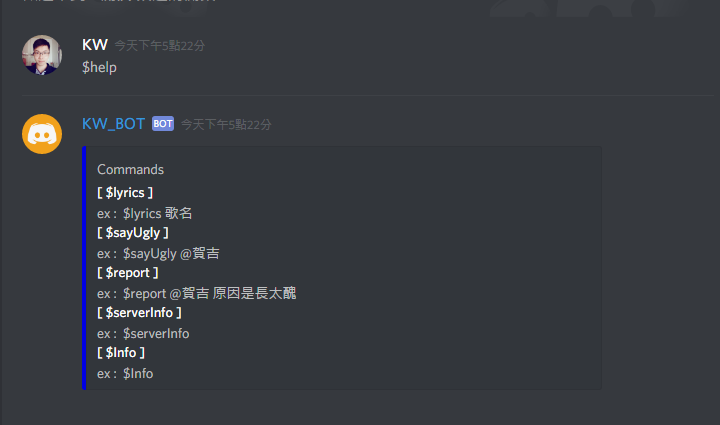 KW 今天下午5點22分
$help
KW_BOT BOT 今天下午5點22分
Commands
[ $lyrics ]
ex : $lyrics 歌名
[ $sayUgly ]
ex : $sayUgly @賀吉
[ $report ]
ex : $report @賀吉 原因是長太醜
[ $serverInfo ]
ex : $serverInfo
[ $Info ]
ex : $Info